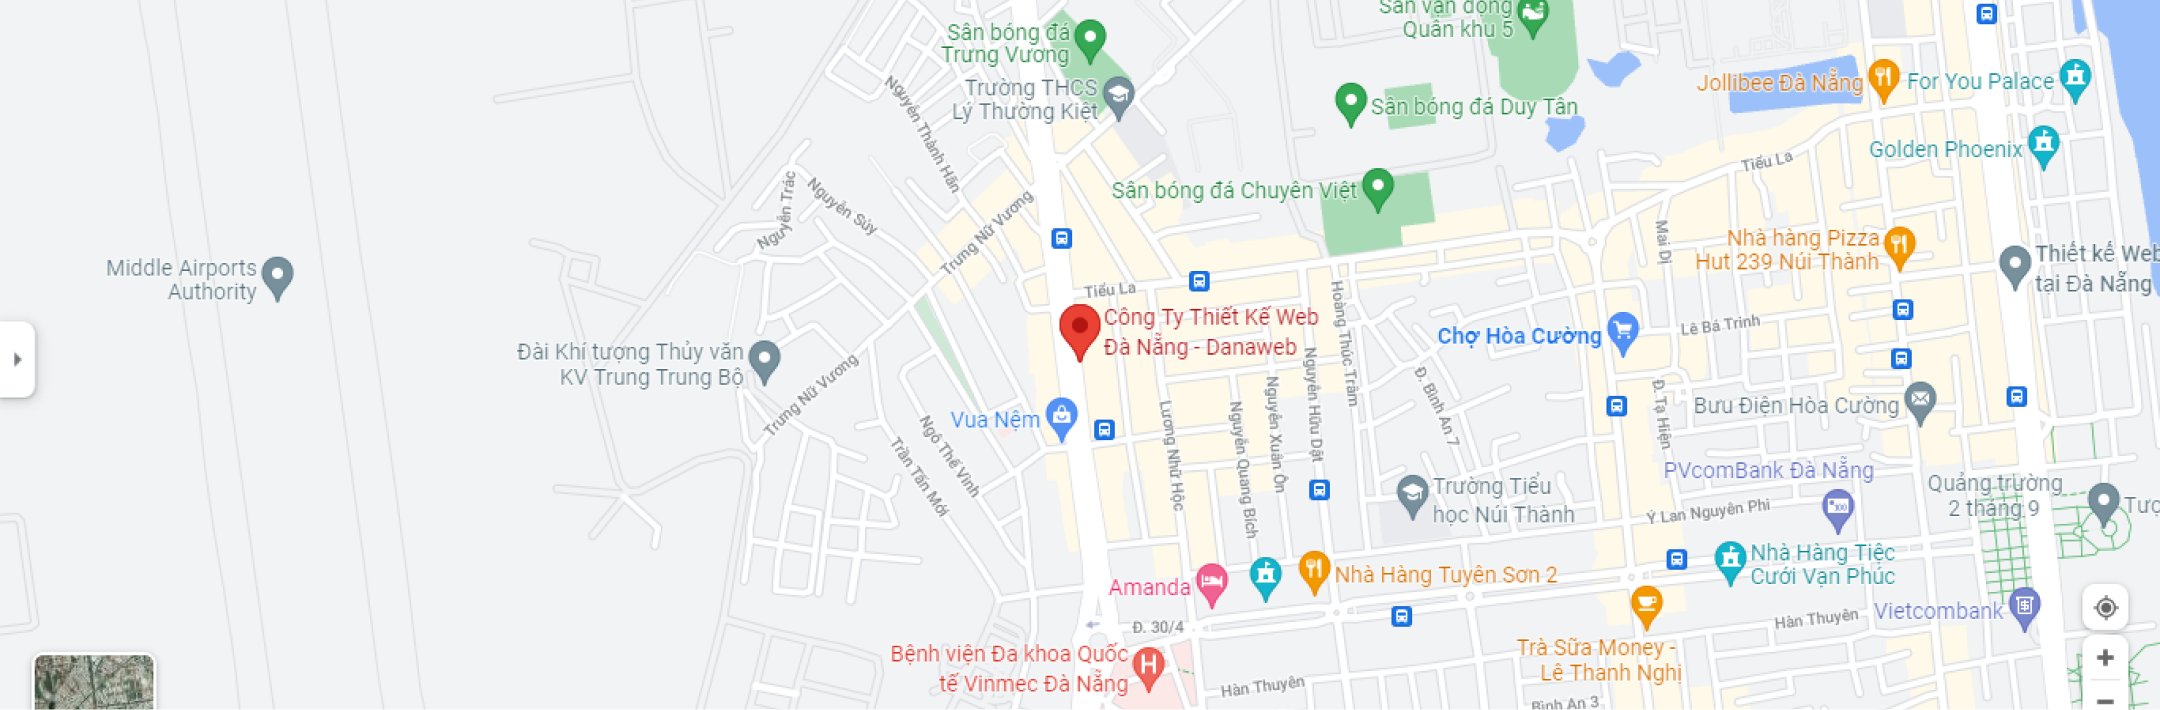 Sân vận động
Quân khu 5
Sân bóng đá
Trưng Vương
Trường THCS
Lý Thường Kiệt
Nguyễn Thành Hãn
Sân bóng đá Duy Tân
Jollibee Đà Nẵng
For You Palace
Golden Phoenix
Tiểu La
Sân bóng đá Chuyên Việt
Nguyễn Trác
Nguyễn Súy
Trưng Nữ Vương
Mai Dị
Nhà hàng Pizza
Hut 239 Núi Thành
Thiết kế Web
tại Đà Nẵng
Middle Airports
Authority
Tiểu La
Hoàng Thúc Trâm
Công Ty Thiết Kế Web
Đà Nẵng - Danaweb
Chợ Hòa Cường
Lê Bá Trinh
Đài Khí tượng Thủy văn
KV Trung Trung Bộ
Trưng Nữ Vương
Nguyễn Hữu Dật
Đ. Bình An 7
Đ. Tạ Hiện
Bưu Điện Hòa Cường
Vua Nệm
Ngô Thế Vinh
Trần Tấn Mới
Lương Nhữ Hộc
Nguyễn Quang Bích
Nguyễn Xuân Ôn
PVcomBank Đà Nẵng
Trường Tiểu
học Núi Thành
Ý Lan Nguyên Phi
Quảng trường
2 tháng 9
Tượ
Nhà Hàng Tiệc
Cưới Vạn Phúc
Amanda
Nhà Hàng Tuyên Sơn 2
Vietcombank
Đ. 30/4
Hàn Thuyên
Bệnh viện Đa khoa Quốc
tế Vinmec Đà Nẵng
Trà Sữa Money -
Lê Thanh Nghị
Hàn Thuyên
Bình An 3